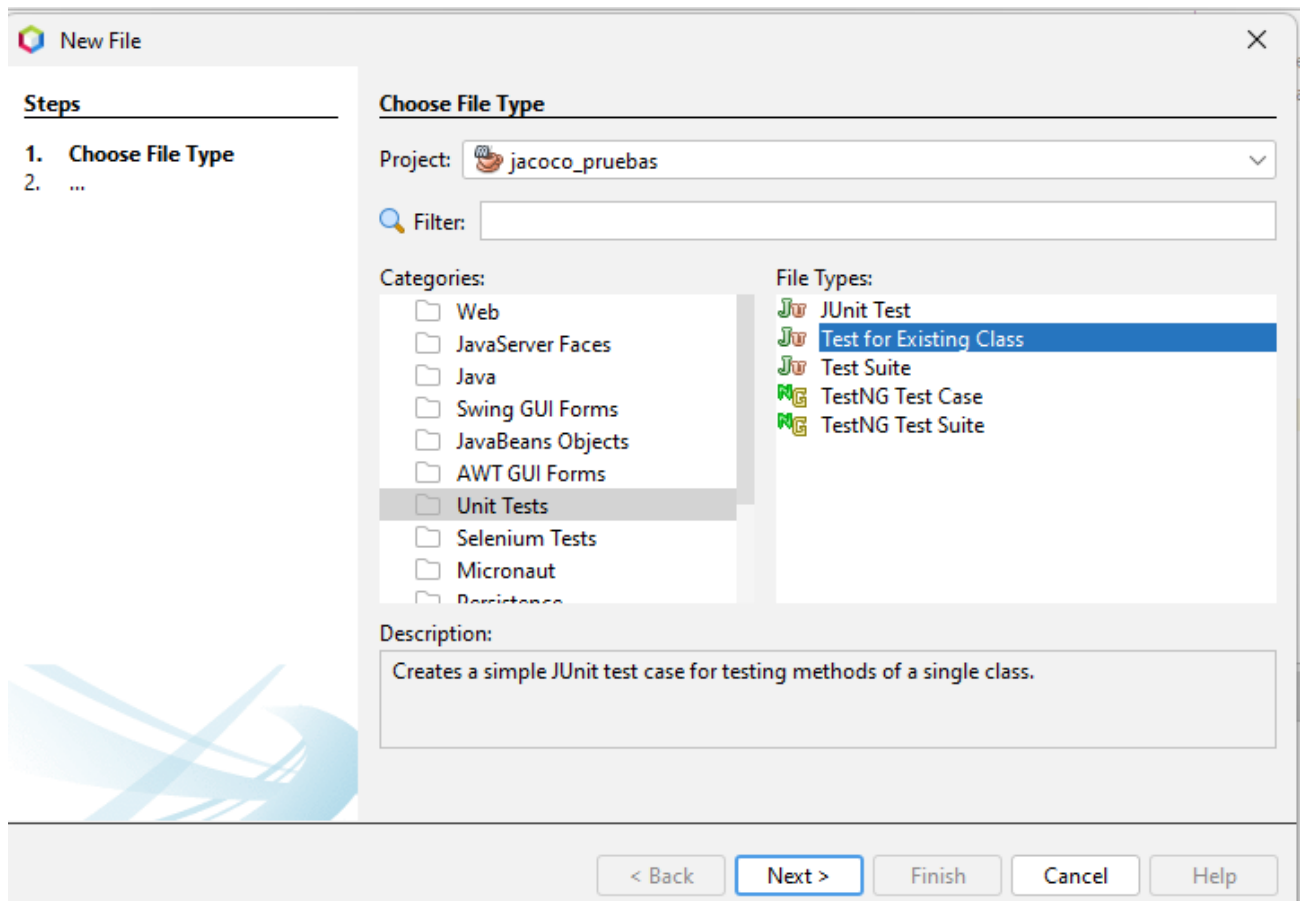 New File
Steps
1. Choose File Type
2. ...
Choose File Type
Project: jacoco_pruebas
Filter:
Categories:
Web
JavaServer Faces
Java
Swing GUI Forms
JavaBeans Objects
AWT GUI Forms
Unit Tests
Selenium Tests
Micronaut
Persistence
File Types:
JUnit Test
Test for Existing Class
Test Suite
TestNG Test Case
TestNG Test Suite
Description:
Creates a simple JUnit test case for testing methods of a single class.
< Back Next > Finish Cancel Help